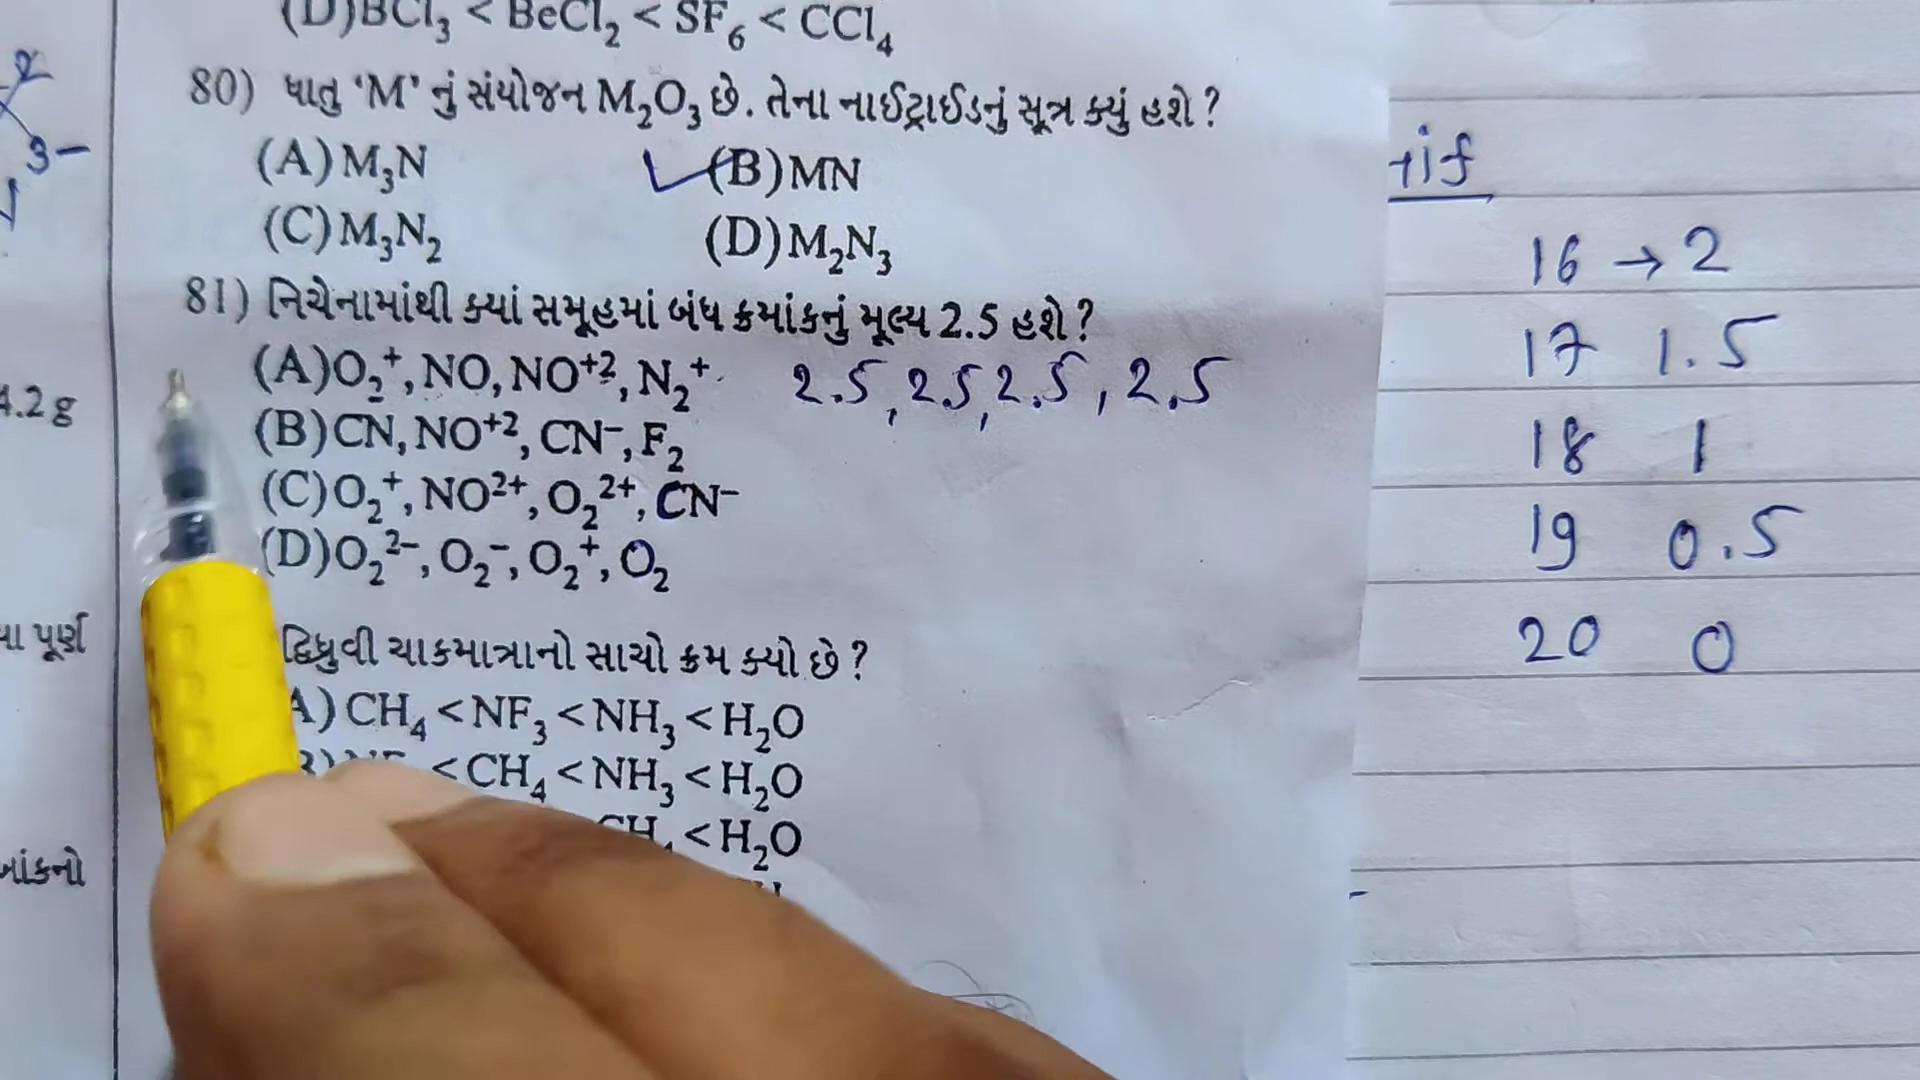 (D)BCl₃ < BeCl₂ < SF₆ < CCl₄
80) ધાતુ ‘M’ નું સંયોજન M₂O₃ છે. તેના નાઈટ્રાઈડનું સૂત્ર ક્યું હશે ?
(A) M₃N (B) MN
(C) M₃N₂ (D) M₂N₃
81) નિચેનામાંથી ક્યાં સમૂહમાં બંધ ક્રમાંકનું મૂલ્ય 2.5 હશે ?
(A) O₂⁺, NO, NO⁺², N₂⁺ 2.5, 2.5, 2.5, 2.5
(B) CN, NO⁺², CN⁻, F₂
(C) O₂⁺, NO²⁺, O₂²⁺, CN⁻
(D) O₂²⁻, O₂⁻, O₂⁺, O₂
દ્વિધ્રુવી ચાકમાત્રાનો સાચો ક્રમ ક્યો છે ?
A) CH₄ < NF₃ < NH₃ < H₂O
< CH₄ < NH₃ < H₂O
< H₂O
2
3-
4.2 g
પૂર્ણ
16 → 2
17 1.5
18 1
19 0.5
20 0